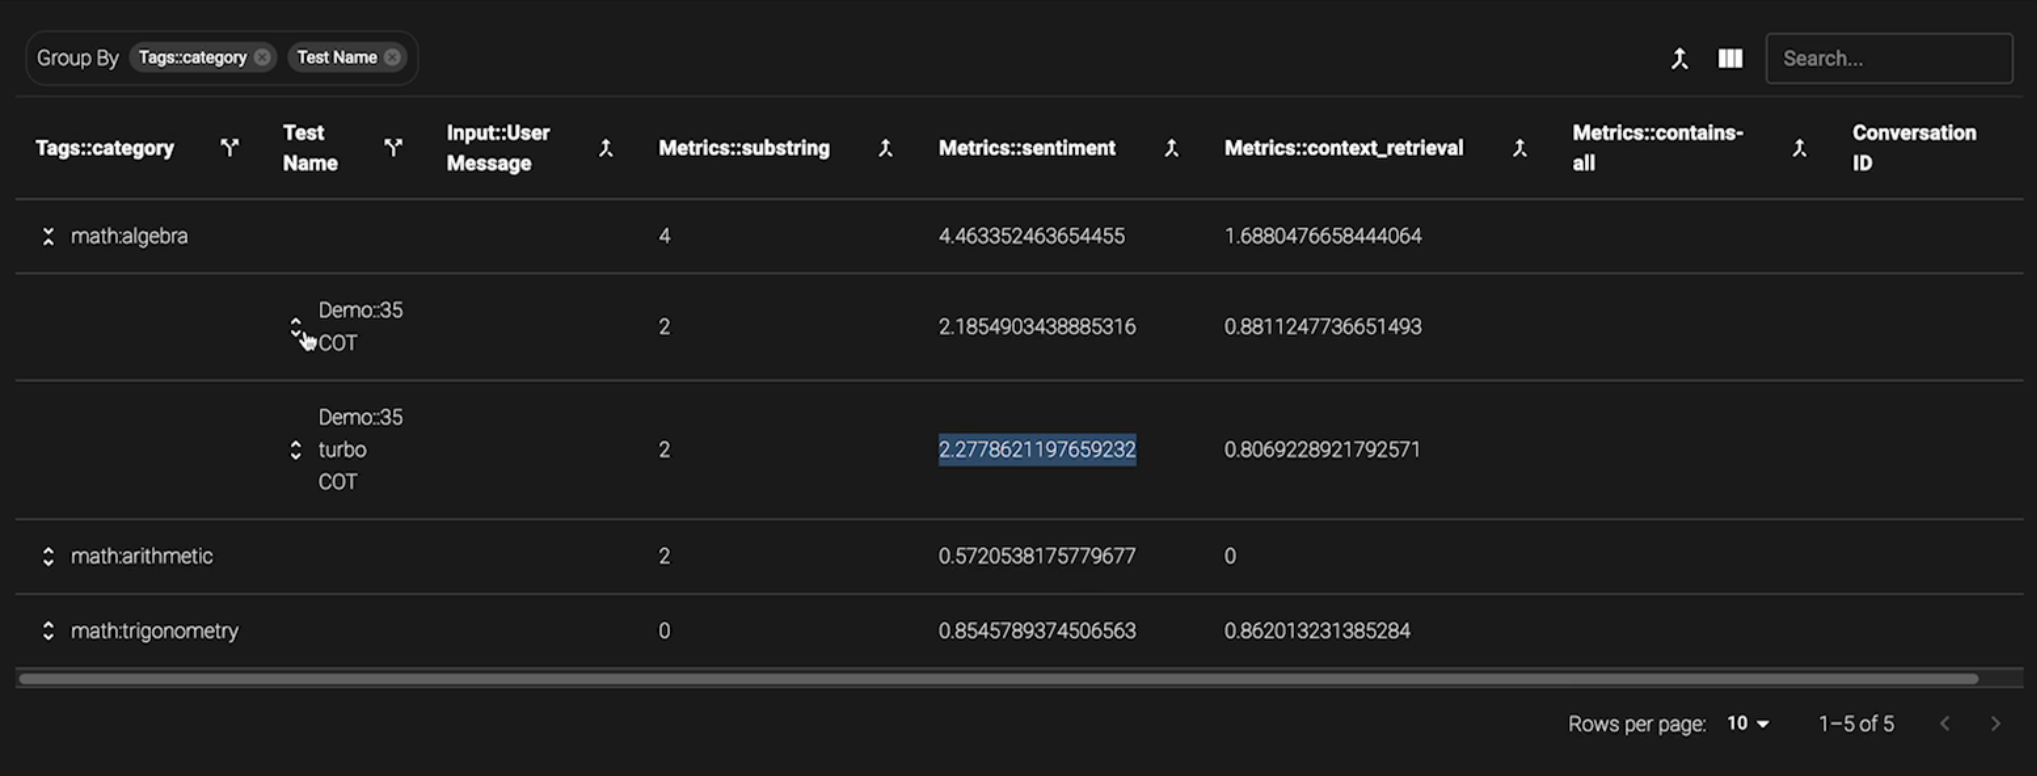 Group By Tags::category Test Name Search...
Tags::category Test Name Input::User Message Metrics::substring Metrics::sentiment Metrics::context_retrieval Metrics::contains-all Conversation ID
math:algebra 4 4.463352463654455 1.6880476658444064
Demo::35 COT 2 2.1854903438885316 0.8811247736651493
Demo::35 turbo COT 2 2.2778621197659232 0.8069228921792571
math:arithmetic 2 0.5720538175779677 0
math:trigonometry 0 0.8545789374506563 0.862013231385284
Rows per page: 10 1–5 of 5